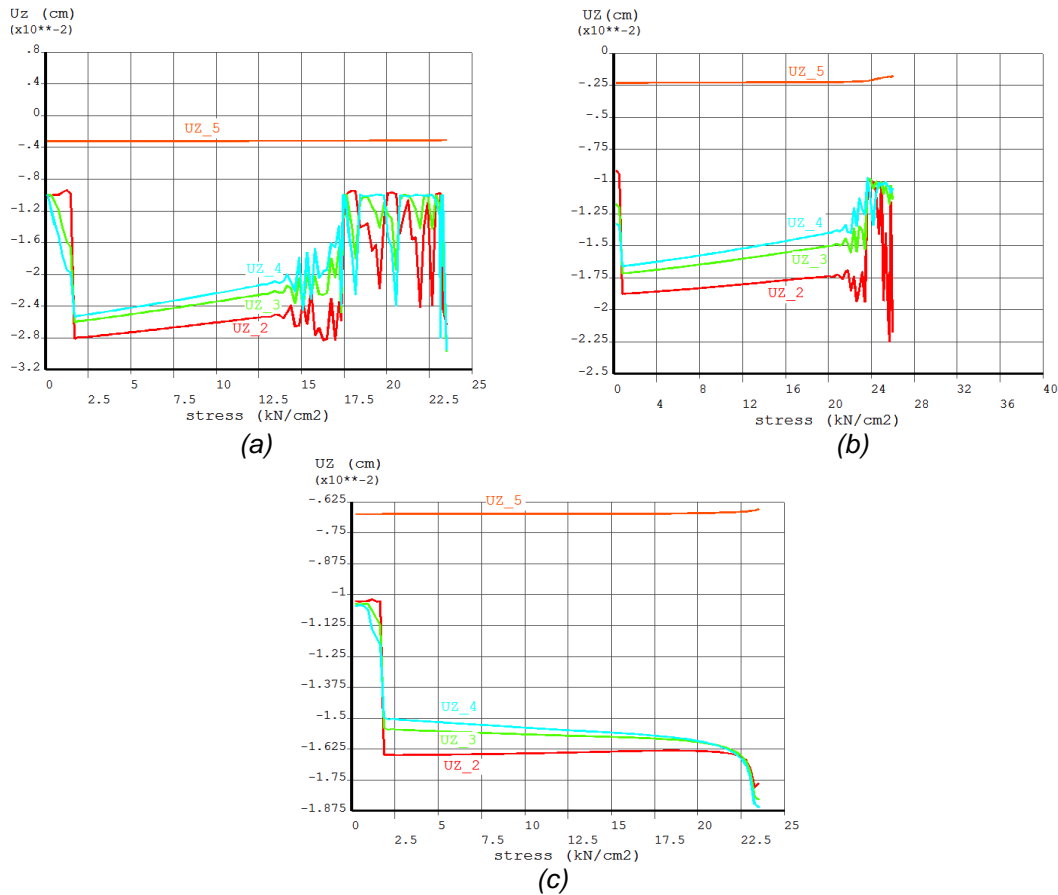 Uz (cm)
(x10**-2)
.8
.4
0
-.4
-.8
-1.2
-1.6
-2
-2.4
-2.8
-3.2
UZ_5
UZ_4
UZ_3
UZ_2
0 5 10 15 20 25
2.5 7.5 12.5 17.5 22.5
stress (kN/cm2)
(a)
UZ(cm)
(x10**-2)
0
-.25
-.5
-.75
-1
-1.25
-1.5
-1.75
-2
-2.25
-2.5
UZ_5
UZ_4
UZ_3
UZ_2
0 8 16 24 32 40
4 12 20 28 36
stress (kN/cm2)
(b)
UZ (cm)
(x10**-2)
-.625
-.75
-.875
-1
-1.125
-1.25
-1.375
-1.5
-1.625
-1.75
-1.875
UZ_5
UZ_4
UZ_3
UZ_2
0 5 10 15 20 25
2.5 7.5 12.5 17.5 22.5
stress (kN/cm2)
(c)